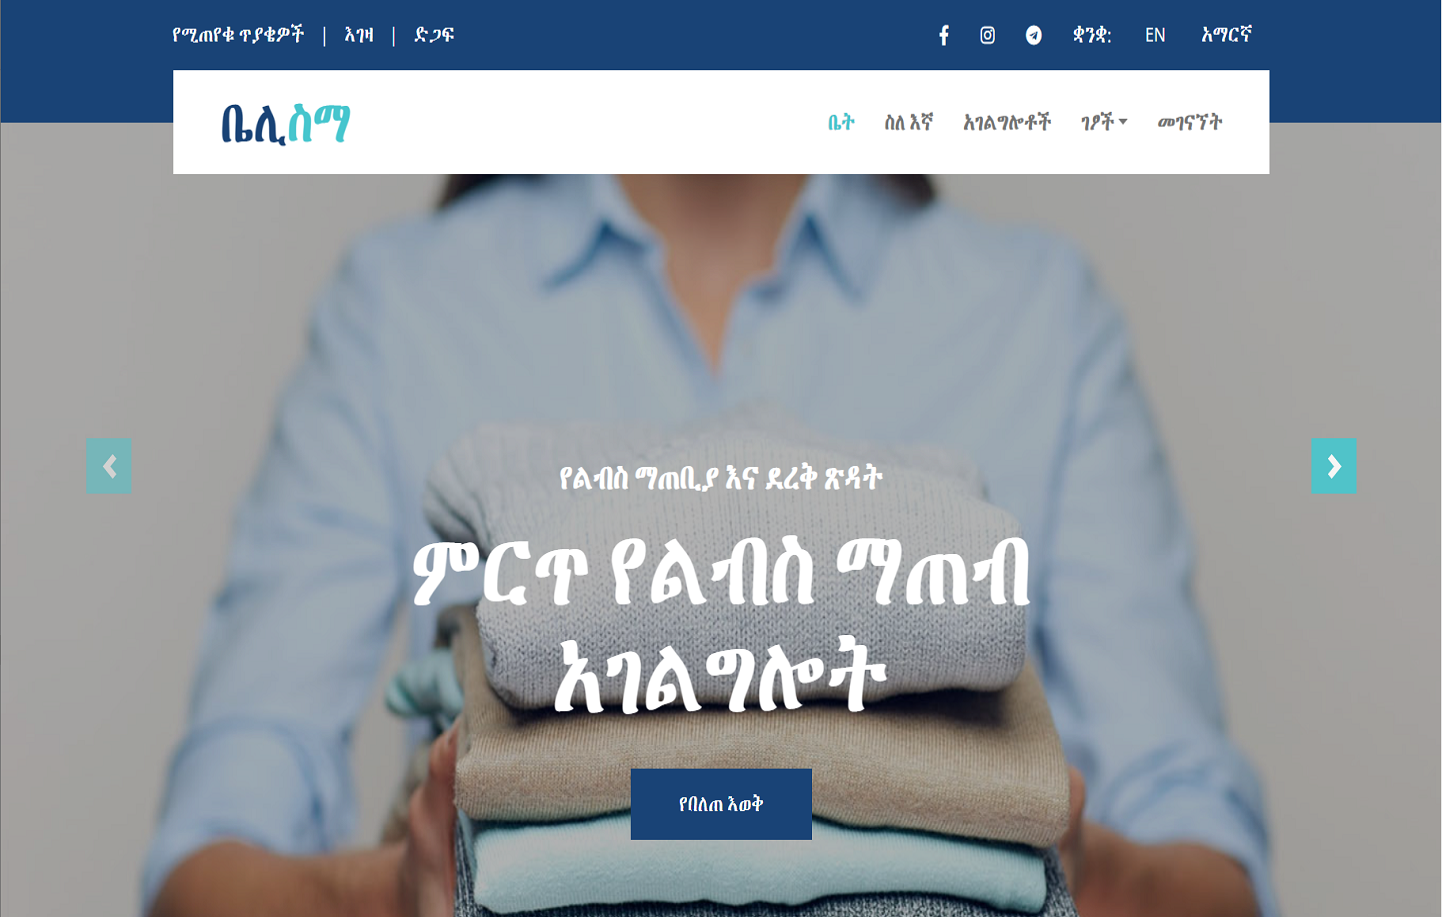 የሚጠየቁ ጥያቄዎች | እገዛ | ድጋፍ
ቋንቋ: EN አማርኛ
ቤሊስማ
ቤት ስለ እኛ አገልግሎቶች ገፆች መገናኘት
የልብስ ማጠቢያ እና ደረቅ ጽዳት
ምርጥ የልብስ ማጠብ
አገልግሎት
የበለጠ እወቅ